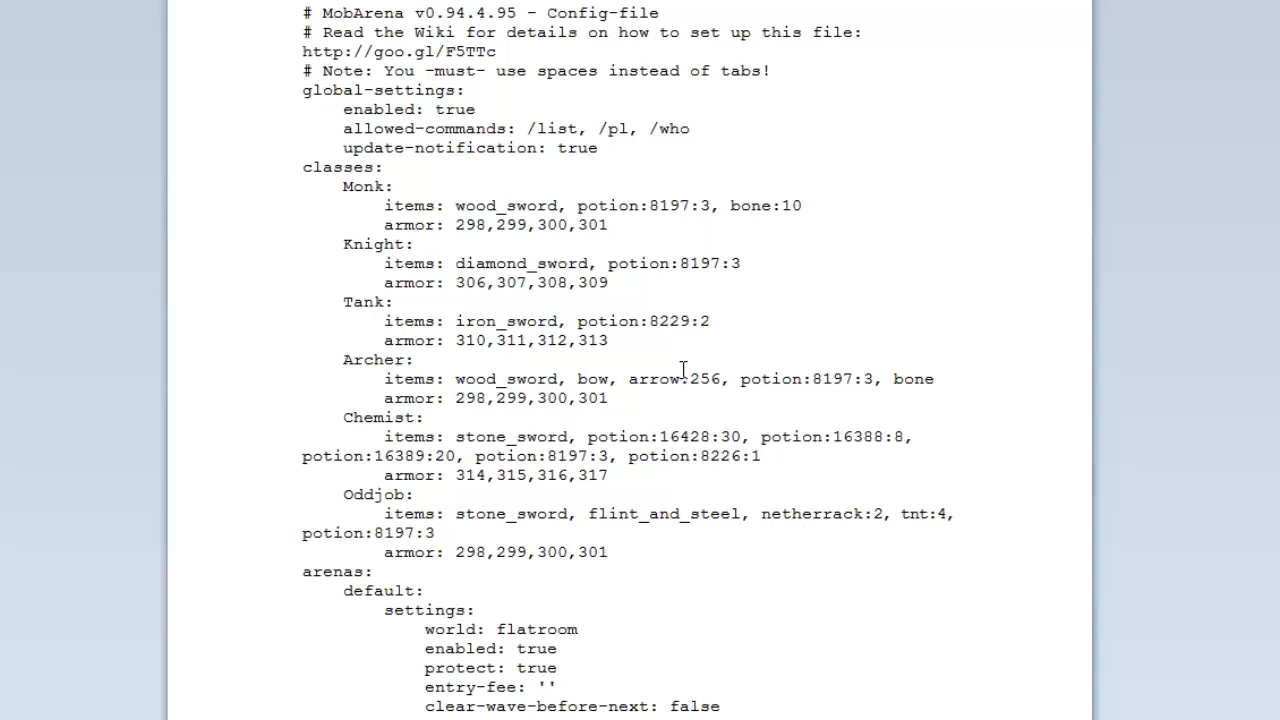 # MobArena v0.94.4.95 - Config-file
# Read the Wiki for details on how to set up this file:
http://goo.gl/F5TTc
# Note: You -must- use spaces instead of tabs!
global-settings:
    enabled: true
    allowed-commands: /list, /pl, /who
    update-notification: true
classes:
    Monk:
        items: wood_sword, potion:8197:3, bone:10
        armor: 298,299,300,301
    Knight:
        items: diamond_sword, potion:8197:3
        armor: 306,307,308,309
    Tank:
        items: iron_sword, potion:8229:2
        armor: 310,311,312,313
    Archer:
        items: wood_sword, bow, arrow:256, potion:8197:3, bone
        armor: 298,299,300,301
    Chemist:
        items: stone_sword, potion:16428:30, potion:16388:8,
potion:16389:20, potion:8197:3, potion:8226:1
        armor: 314,315,316,317
    Oddjob:
        items: stone_sword, flint_and_steel, netherrack:2, tnt:4,
potion:8197:3
        armor: 298,299,300,301
arenas:
    default:
        settings:
            world: flatroom
            enabled: true
            protect: true
            entry-fee: ''
            clear-wave-before-next: false